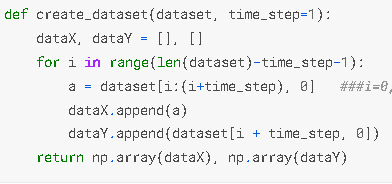 def create_dataset(dataset, time_step=1):
    dataX, dataY = [], []
    for i in range(len(dataset)-time_step-1):
        a = dataset[i:(i+time_step), 0]   ###i=0,
        dataX.append(a)
        dataY.append(dataset[i + time_step, 0])
    return np.array(dataX), np.array(dataY)